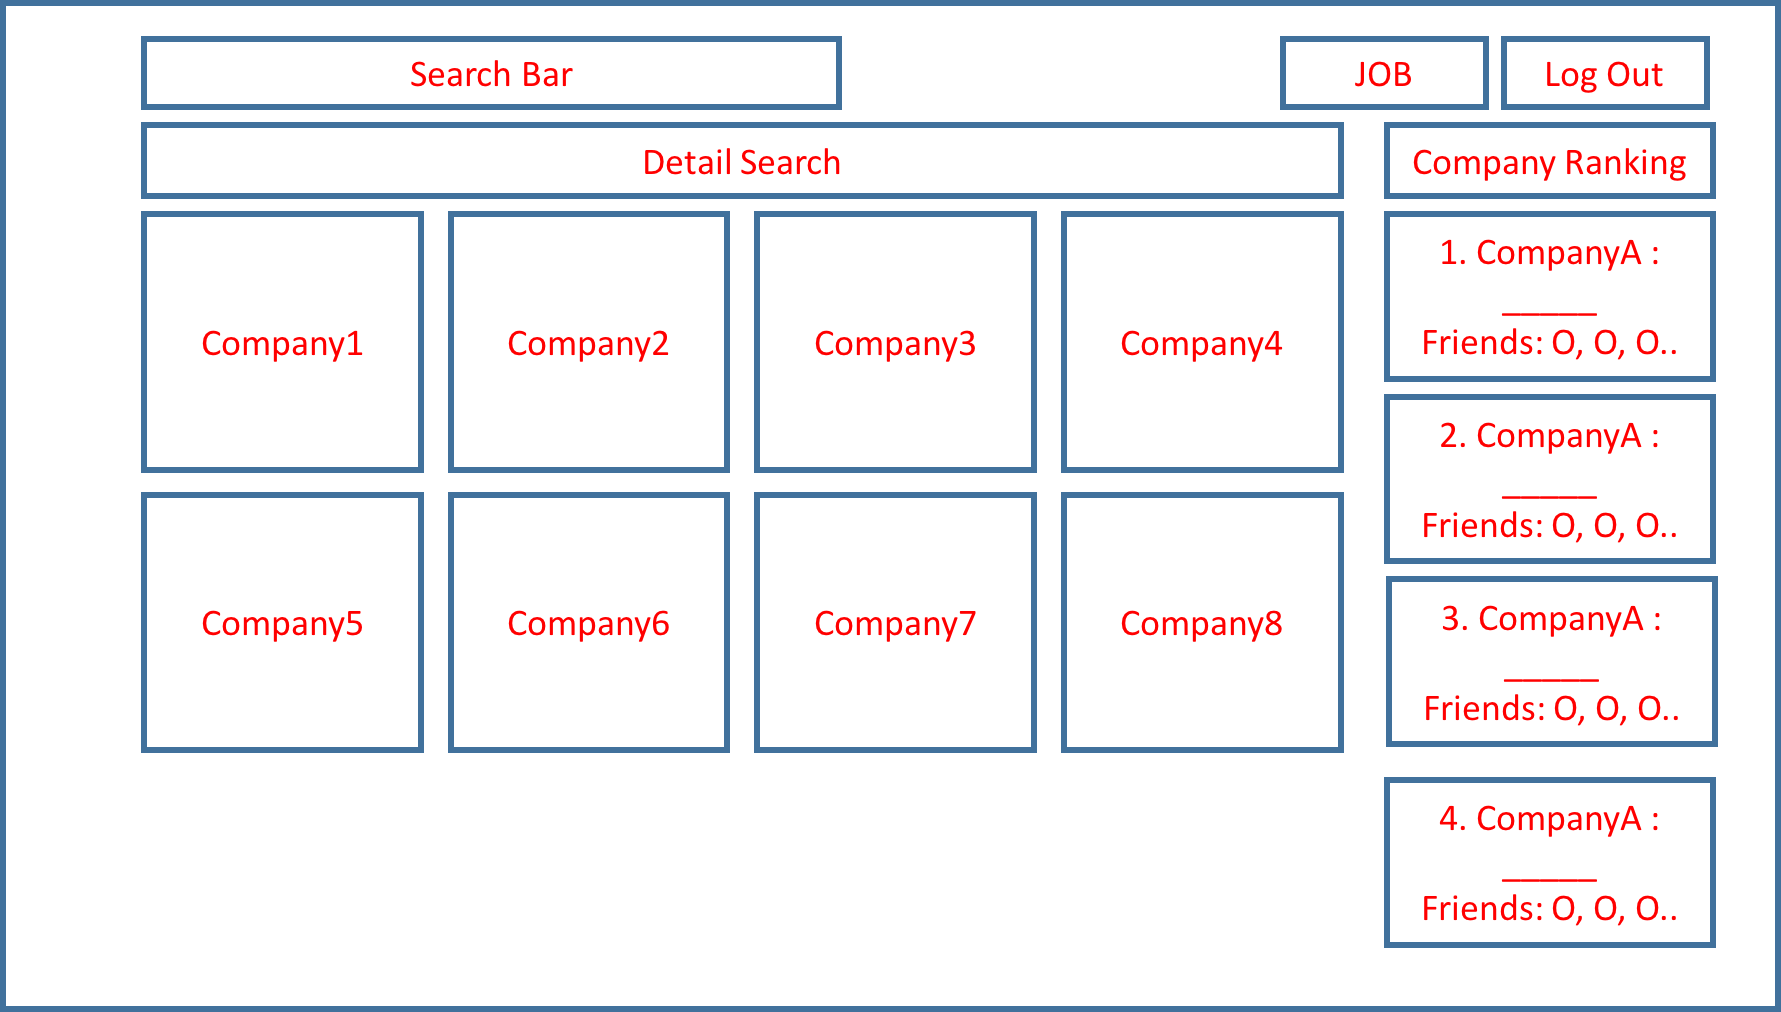 Search Bar
JOB
Log Out
Detail Search
Company Ranking
Company1
Company2
Company3
Company4
Company5
Company6
Company7
Company8
1. CompanyA :
_____
Friends: O, O, O..
2. CompanyA :
_____
Friends: O, O, O..
3. CompanyA :
_____
Friends: O, O, O..
4. CompanyA :
_____
Friends: O, O, O..